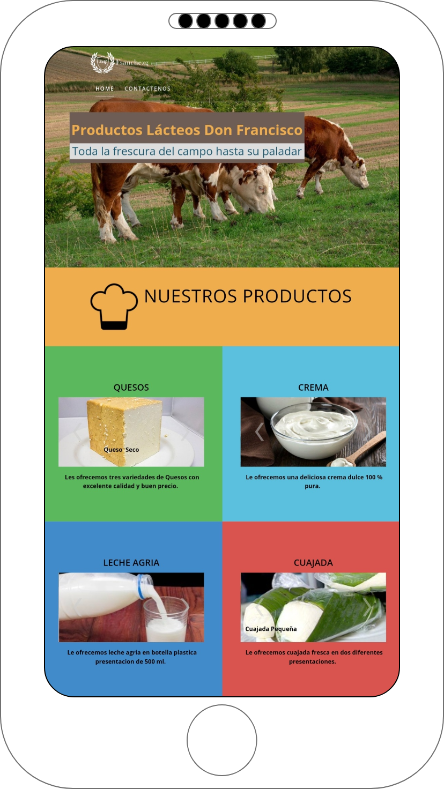 HOME CONTACTENOS
Productos Lácteos Don Francisco
Toda la frescura del campo hasta su paladar
NUESTROS PRODUCTOS
QUESOS
Queso Seco
Les ofrecemos tres variedades de Quesos con
excelente calidad y buen precio.
CREMA
Le ofrecemos una deliciosa crema dulce 100 %
pura.
LECHE AGRIA
Le ofrecemos leche agria en botella plastica
presentacion de 500 ml.
CUAJADA
Cuajada Pequeña
Le ofrecemos cuajada fresca en dos diferentes
presentaciones.